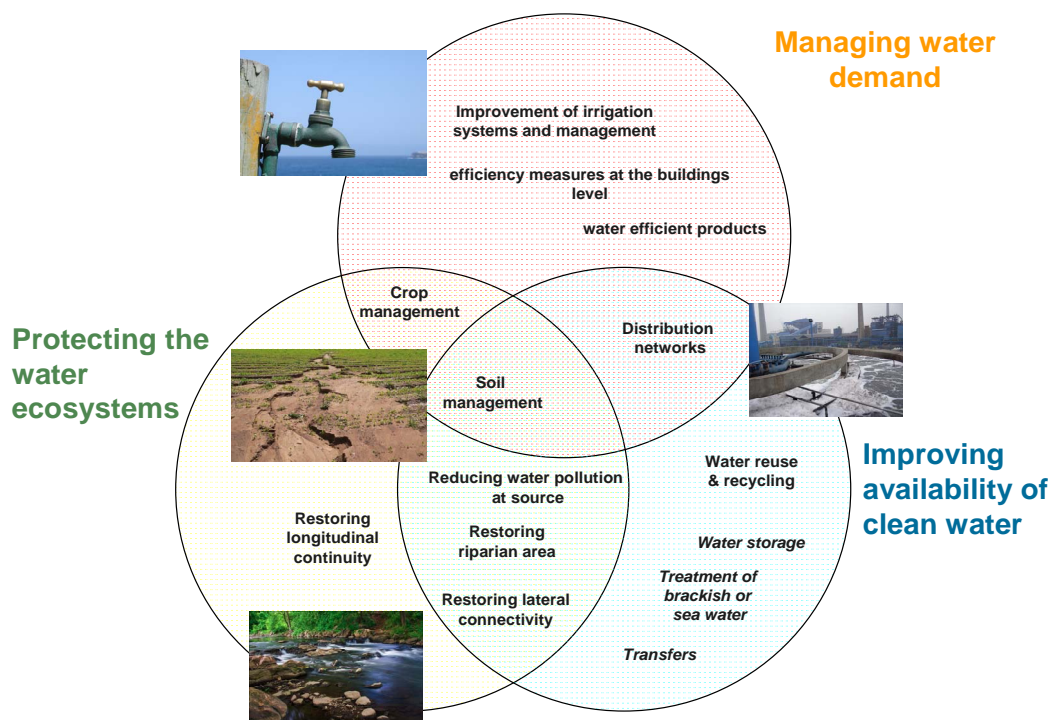 Managing water
demand
Improvement of irrigation
systems and management
efficiency measures at the buildings
level
water efficient products
Crop
management
Distribution
networks
Protecting the
water
ecosystems
Soil
management
Improving
availability of
clean water
Water reuse
& recycling
Reducing water pollution
at source
Restoring
longitudinal
continuity
Restoring
riparian area
Water storage
Treatment of
brackish or
sea water
Restoring lateral
connectivity
Transfers